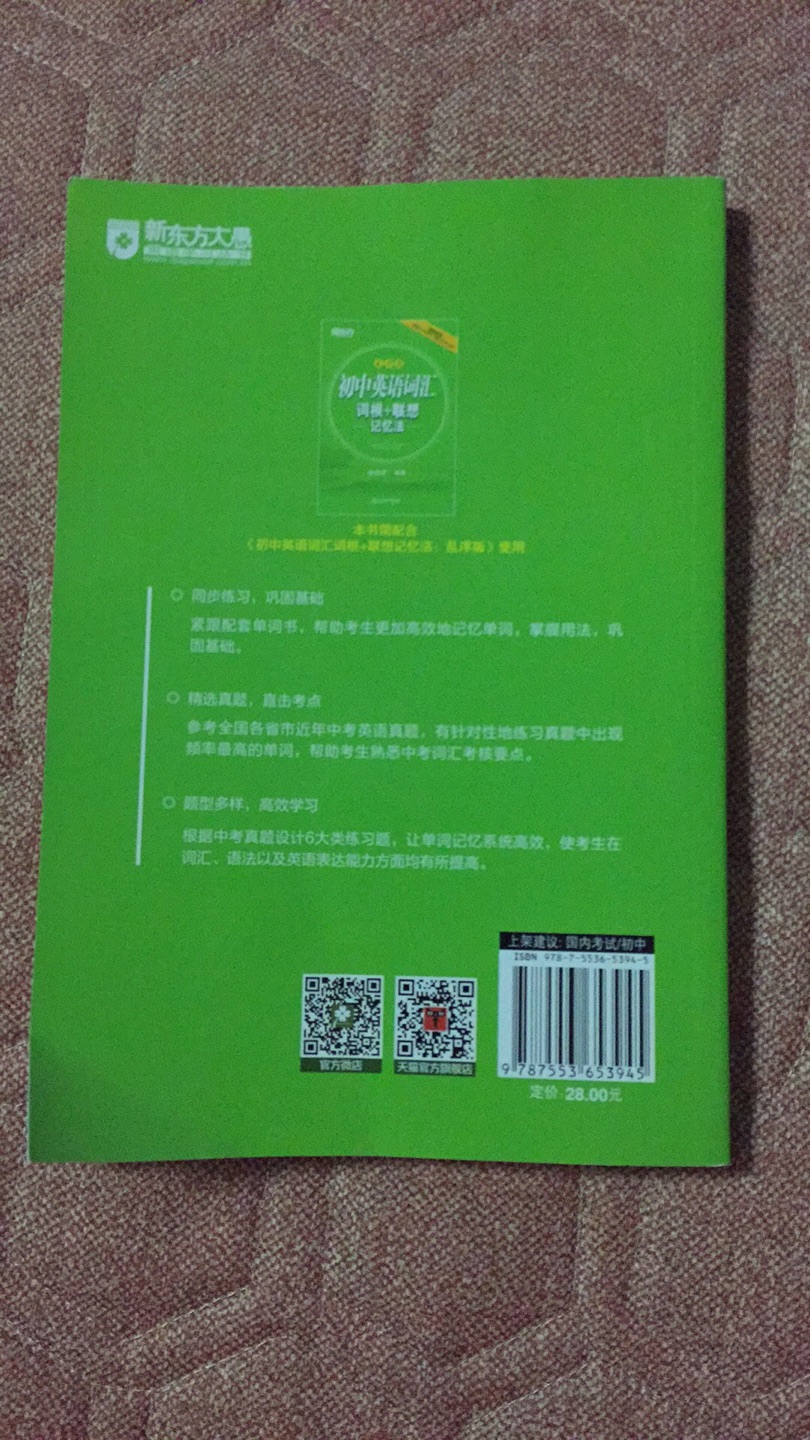 新东方大愚
初中英语词汇
词根+联想
记忆法
本书需配合
《初中英语词汇词根+联想记忆法：乱序版》使用
同步练习，巩固基础
紧跟配套单词书，帮助考生更加高效地记忆单词，掌握用法，巩
固基础。
精选真题，直击考点
参考全国各省市近年中考英语真题，有针对性地练习真题中出现
频率最高的单词，帮助考生熟悉中考词汇考核要点。
题型多样，高效学习
根据中考真题设计6大类练习题，让单词记忆系统高效，使考生在
词汇、语法以及英语表达能力方面均有所提高。
上架建议: 国内考试/初中
ISBN 978-7-5536-5394-5
9 787553 653945
官方微店
天猫官方旗舰店
定价：28.00元